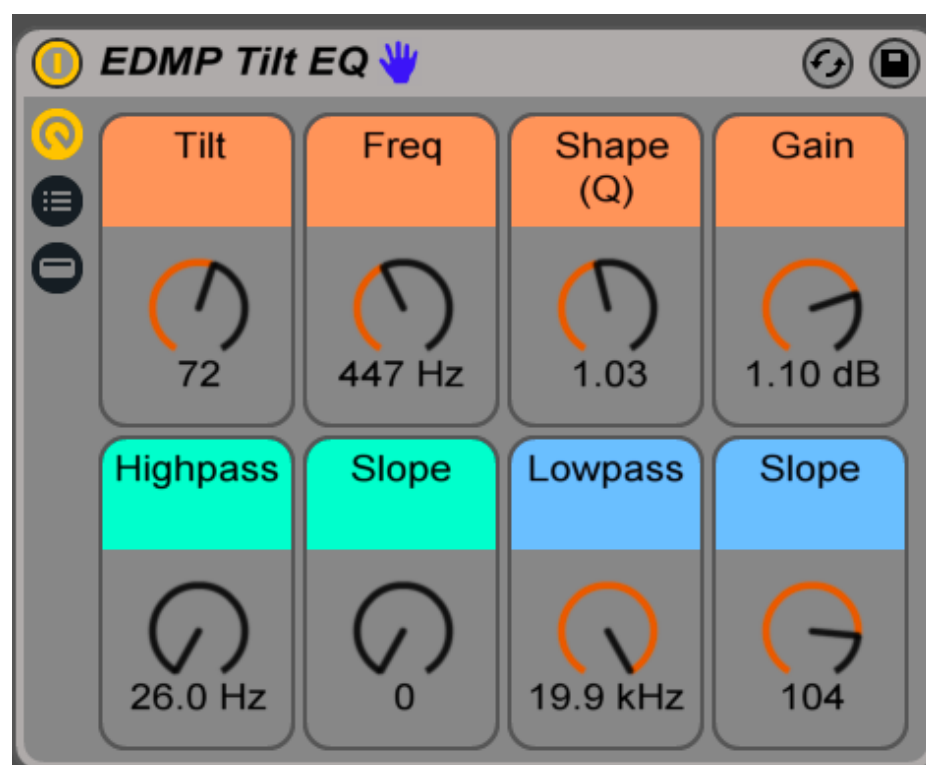 EDMP Tilt EQ
Tilt Freq Shape Gain
(Q)
72 447 Hz 1.03 1.10 dB
Highpass Slope Lowpass Slope
26.0 Hz 0 19.9 kHz 104